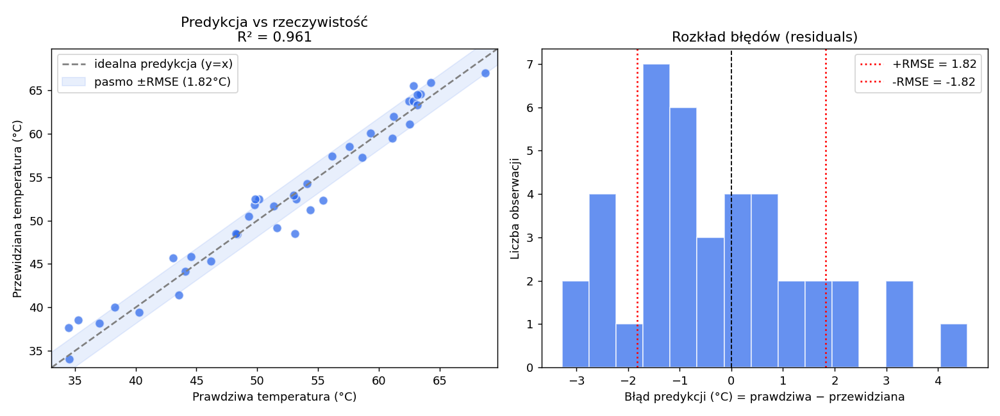 Predykcja vs rzeczywistość
R² = 0.961
idealna predykcja (y=x)
pasmo ±RMSE (1.82°C)
Przewidziana temperatura (°C)
65
60
55
50
45
40
35
35 40 45 50 55 60 65
Prawdziwa temperatura (°C)
Rozkład błędów (residuals)
+RMSE = 1.82
-RMSE = -1.82
Liczba obserwacji
7
6
5
4
3
2
1
0
−3 −2 −1 0 1 2 3 4
Błąd predykcji (°C) = prawdziwa − przewidziana